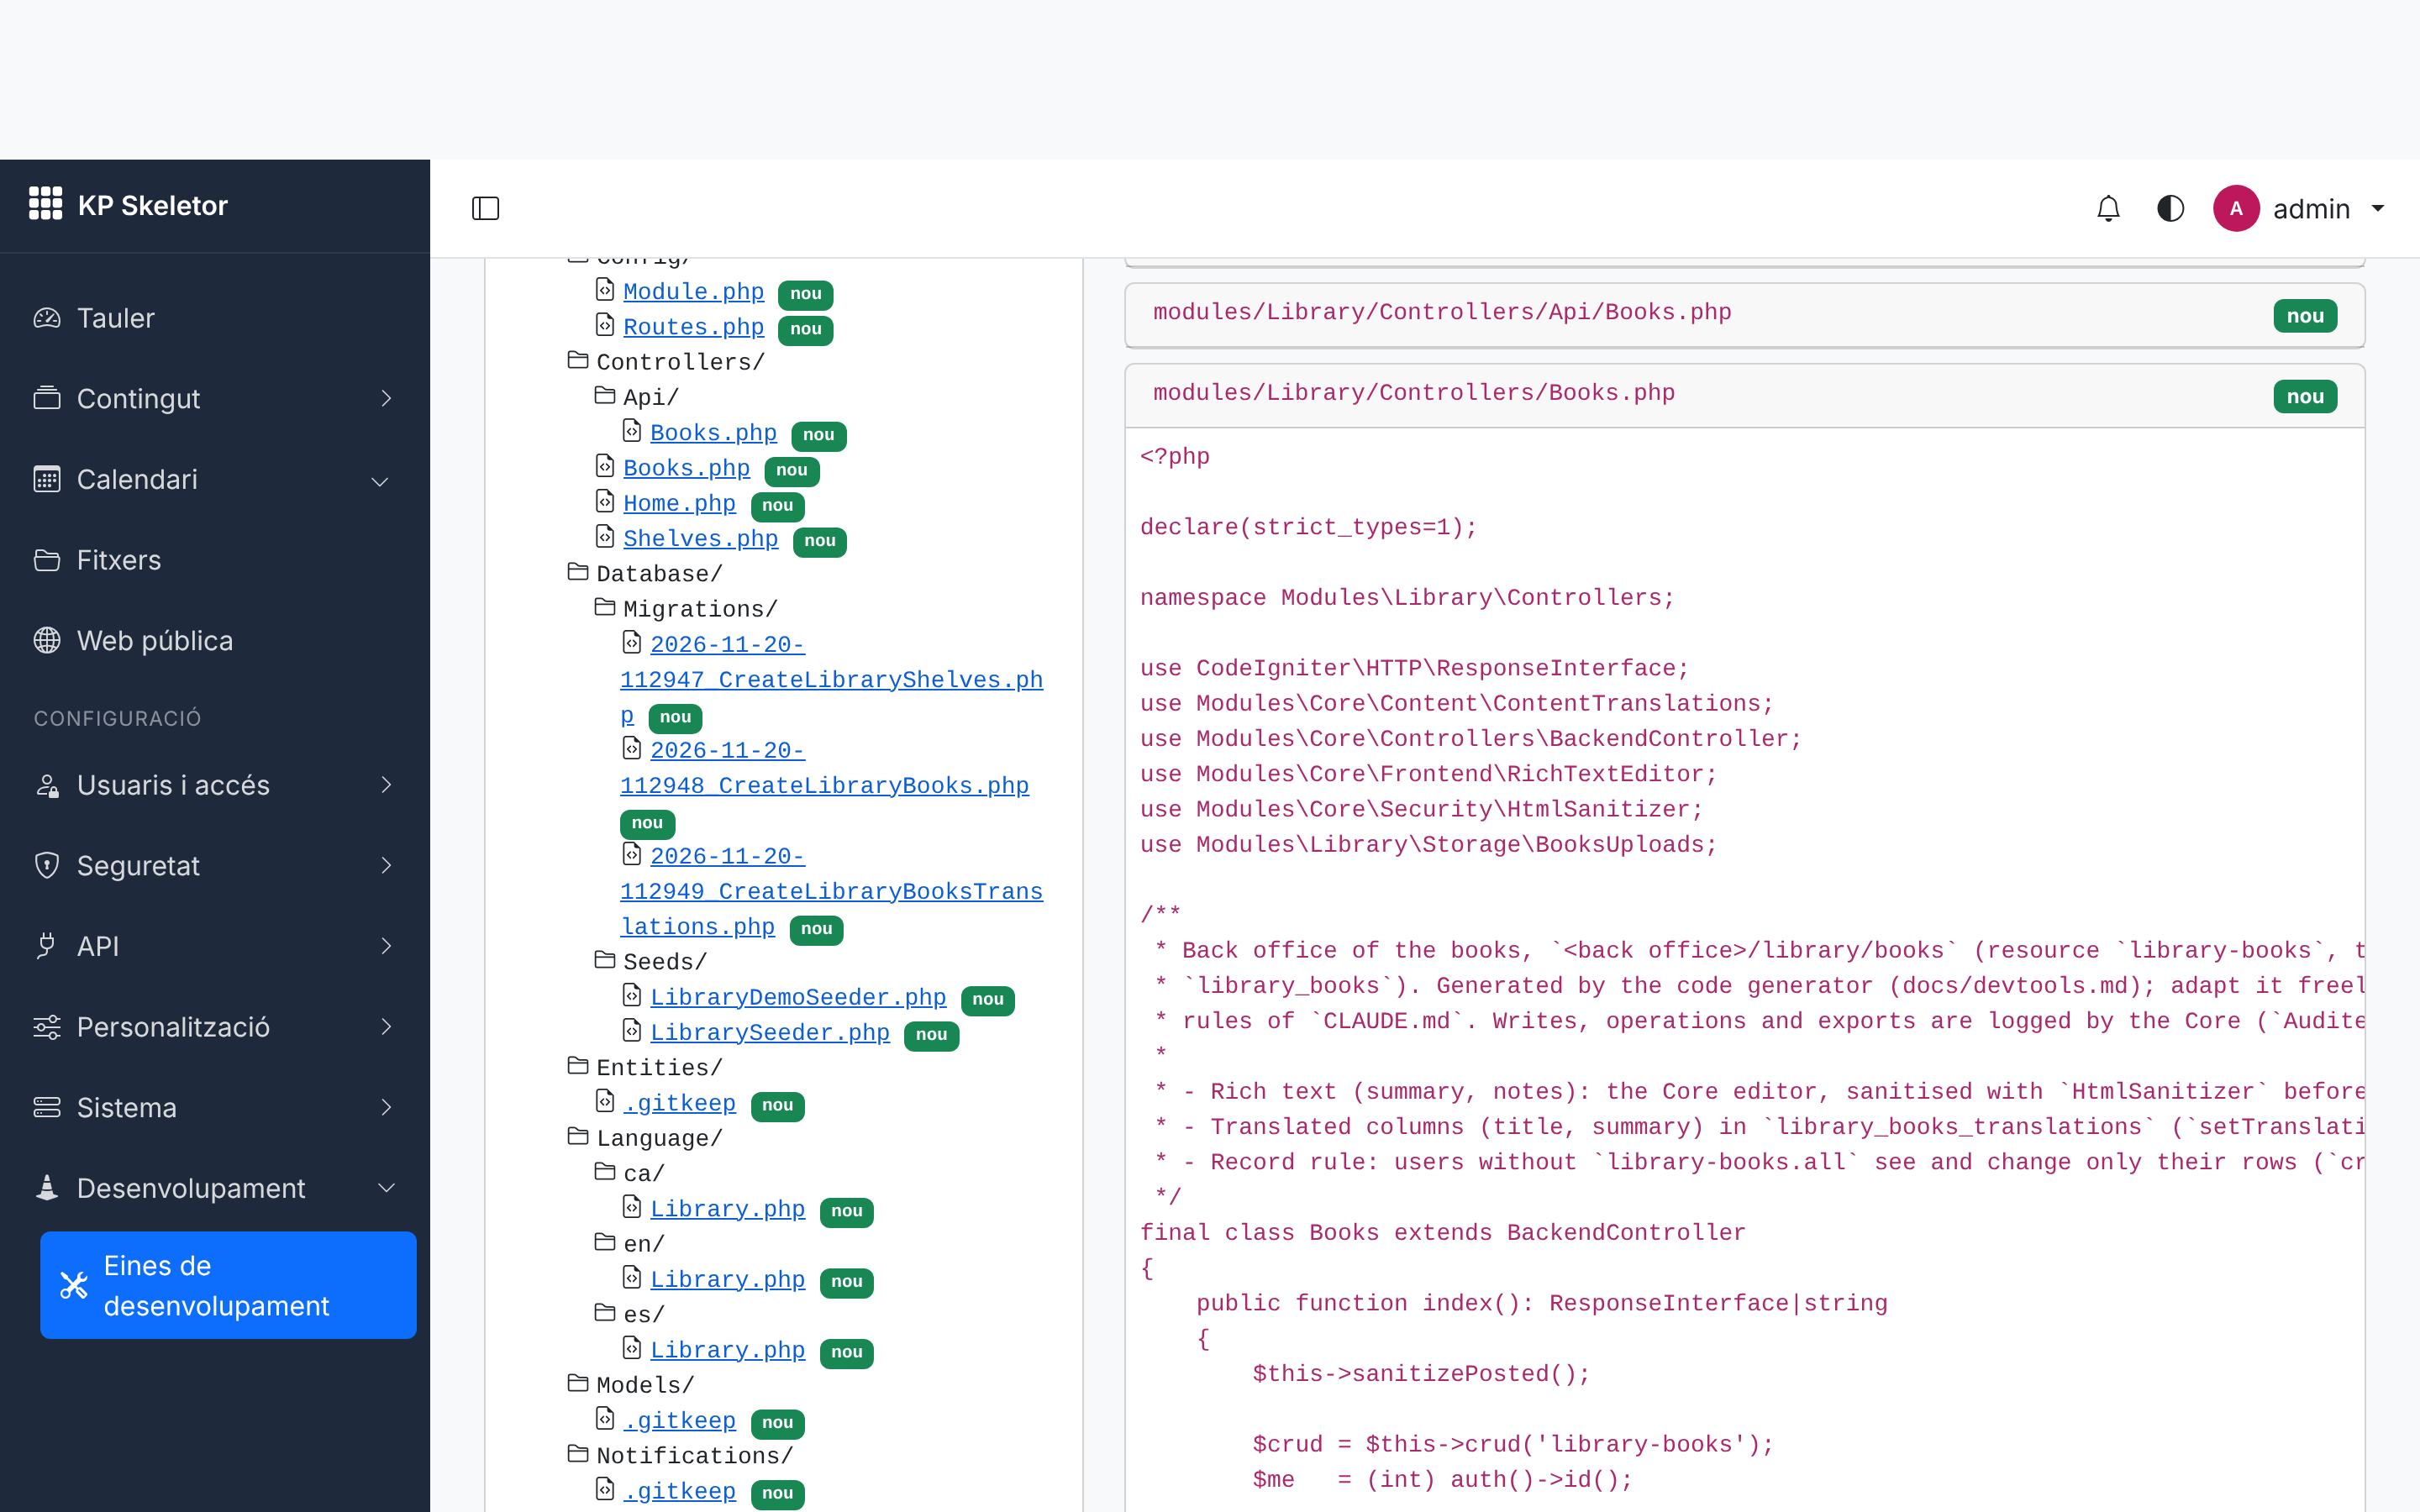 KP Skeletor
Tauler
Contingut
Calendari
Fitxers
Web pública
CONFIGURACIÓ
Usuaris i accés
Seguretat
API
Personalització
Sistema
Desenvolupament
Eines de
desenvolupament
A admin
Config/
Module.php nou
Routes.php nou
Controllers/
Api/
Books.php nou
Books.php nou
Home.php nou
Shelves.php nou
Database/
Migrations/
2026-11-20-
112947_CreateLibraryShelves.ph
p nou
2026-11-20-
112948_CreateLibraryBooks.php
nou
2026-11-20-
112949_CreateLibraryBooksTrans
lations.php nou
Seeds/
LibraryDemoSeeder.php nou
LibrarySeeder.php nou
Entities/
.gitkeep nou
Language/
ca/
Library.php nou
en/
Library.php nou
es/
Library.php nou
Models/
.gitkeep nou
Notifications/
.gitkeep nou
modules/Library/Controllers/Api/Books.php nou
modules/Library/Controllers/Books.php nou
<?php
declare(strict_types=1);
namespace Modules\Library\Controllers;
use CodeIgniter\HTTP\ResponseInterface;
use Modules\Core\Content\ContentTranslations;
use Modules\Core\Controllers\BackendController;
use Modules\Core\Frontend\RichTextEditor;
use Modules\Core\Security\HtmlSanitizer;
use Modules\Library\Storage\BooksUploads;
/**
* Back office of the books, `<back office>/library/books` (resource `library-books`, t
* `library_books`). Generated by the code generator (docs/devtools.md); adapt it freel
* rules of `CLAUDE.md`. Writes, operations and exports are logged by the Core (`Audite
*
* - Rich text (summary, notes): the Core editor, sanitised with `HtmlSanitizer` before
* - Translated columns (title, summary) in `library_books_translations` (`setTranslati
* - Record rule: users without `library-books.all` see and change only their rows (`cr
*/
final class Books extends BackendController
{
public function index(): ResponseInterface|string
{
$this->sanitizePosted();
$crud = $this->crud('library-books');
$me   = (int) auth()->id();